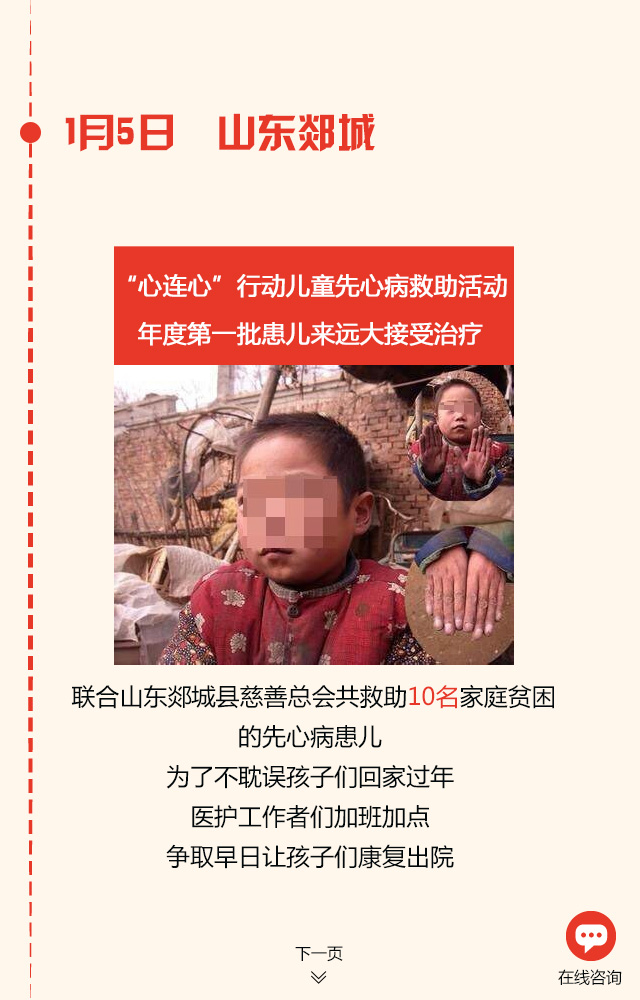 1月5日 山东郯城
“心连心”行动儿童先心病救助活动
年度第一批患儿来远大接受治疗
联合山东郯城县慈善总会共救助10名家庭贫困
的先心病患儿
为了不耽误孩子们回家过年
医护工作者们加班加点
争取早日让孩子们康复出院
下一页
在线咨询